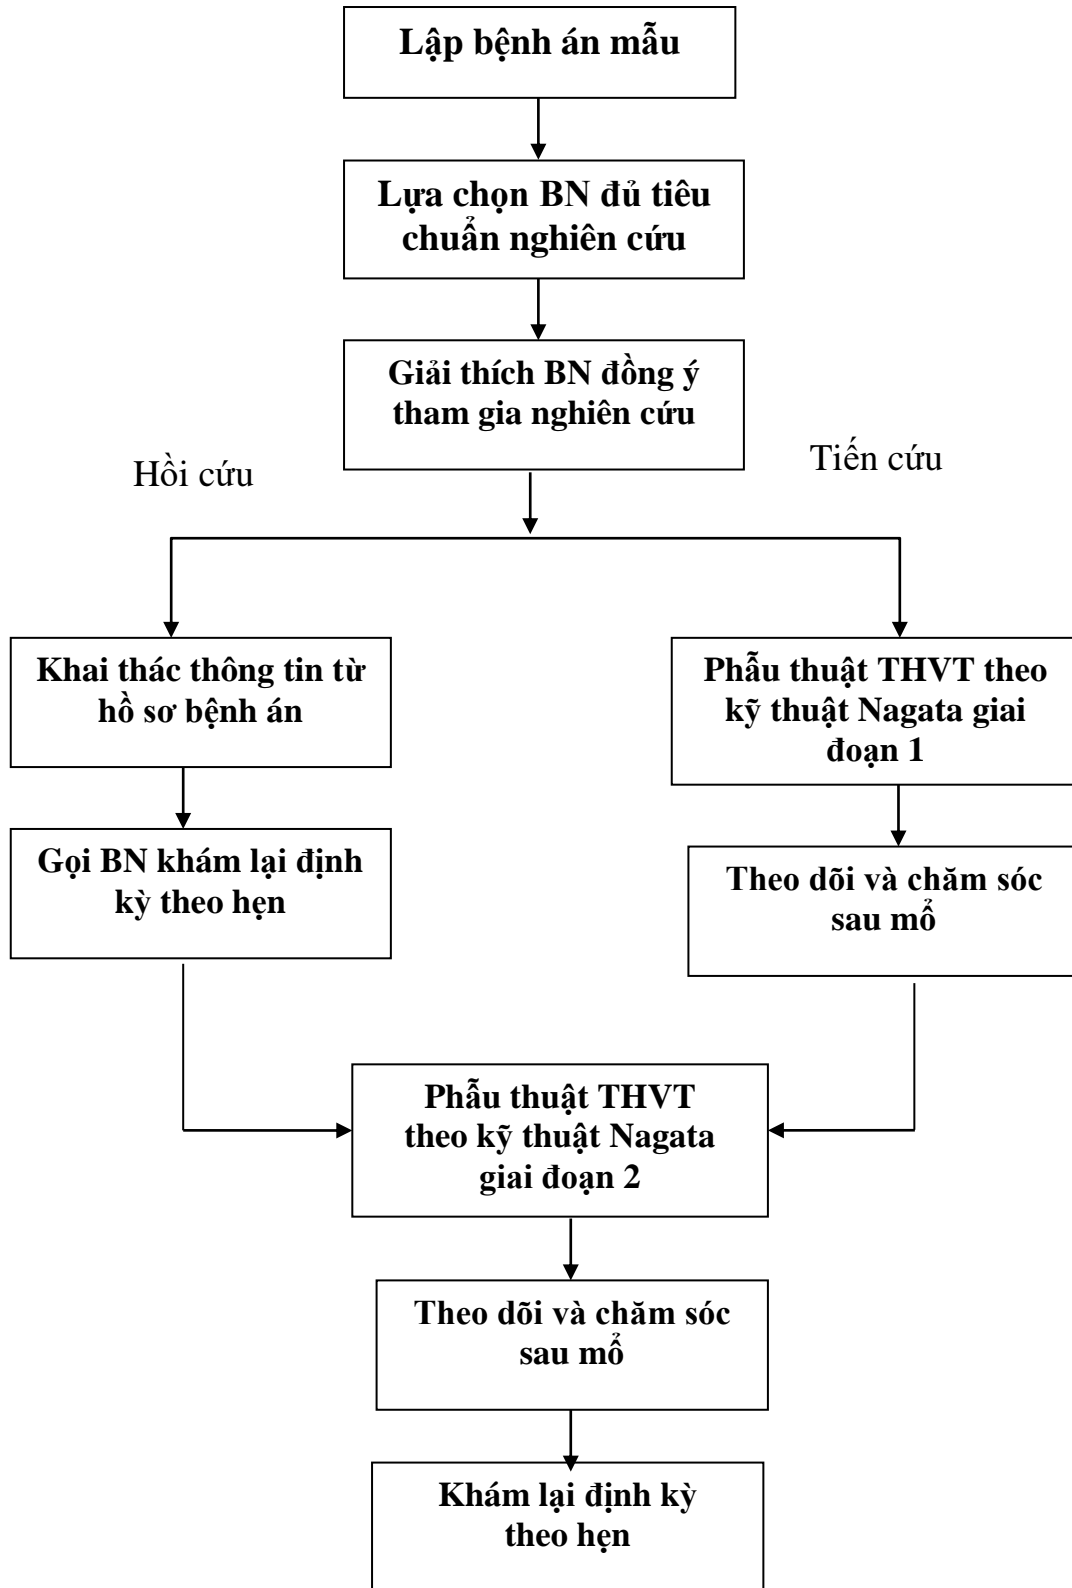 Lập bệnh án mẫu
Lựa chọn BN đủ tiêu
chuẩn nghiên cứu
Giải thích BN đồng ý
tham gia nghiên cứu
Hồi cứu
Tiến cứu
Khai thác thông tin từ
hồ sơ bệnh án
Gọi BN khám lại định
kỳ theo hẹn
Phẫu thuật THVT theo
kỹ thuật Nagata giai
đoạn 1
Theo dõi và chăm sóc
sau mổ
Phẫu thuật THVT
theo kỹ thuật Nagata
giai đoạn 2
Theo dõi và chăm sóc
sau mổ
Khám lại định kỳ
theo hẹn